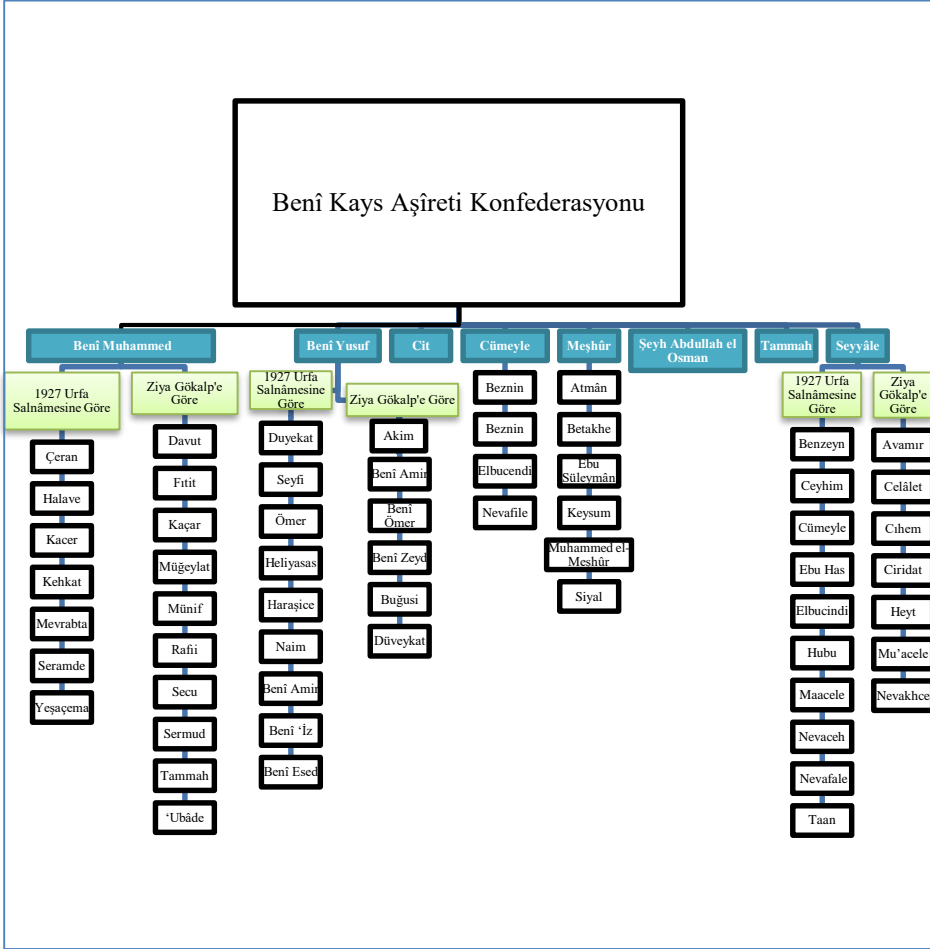 Benî Kays Aşîreti Konfederasyonu
Benî Muhammed
1927 Urfa
Salnâmesine Göre
Çeran
Halave
Kacer
Kehkat
Mevrabta
Seramde
Yeşaçema
Ziya Gökalp'e
Göre
Davut
Fıtit
Kaçar
Müğeylat
Münif
Rafii
Secu
Sermud
Tammah
‘Ubâde
Benî Yusuf
1927 Urfa
Salnâmesine
Göre
Duyekat
Seyfi
Ömer
Heliyasas
Haraşice
Naim
Benî Amir
Benî ‘İz
Benî Esed
Ziya Gökalp'e Göre
Akim
Benî Amir
Benî
Ömer
Benî Zeyd
Buğusi
Düveykat
Cit
Cümeyle
Beznin
Beznin
Elbucendi
Nevafile
Meşhûr
Atmân
Betakhe
Ebu
Süleymân
Keysum
Muhammed el-
Meşhûr
Siyal
Şeyh Abdullah el
Osman
Tammah
Seyyâle
1927 Urfa
Salnâmesine
Göre
Benzeyn
Ceyhim
Cümeyle
Ebu Has
Elbucindi
Hubu
Maacele
Nevaceh
Nevafale
Taan
Ziya
Gökalp'e
Göre
Avamır
Celâlet
Cıhem
Ciridat
Heyt
Mu’acele
Nevakhce